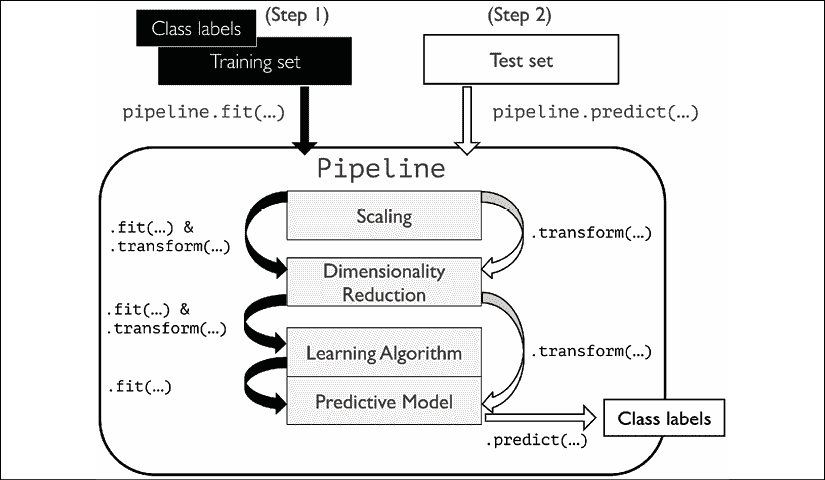 (Step 1)
(Step 2)
Class labels
Training set
Test set
pipeline.fit(…)
pipeline.predict(…)
Pipeline
Scaling
.fit(…) &
.transform(…)
.transform(…)
Dimensionality
Reduction
.fit(…) &
.transform(…)
Learning Algorithm
.transform(…)
.fit(…)
Predictive Model
.predict(…)
Class labels